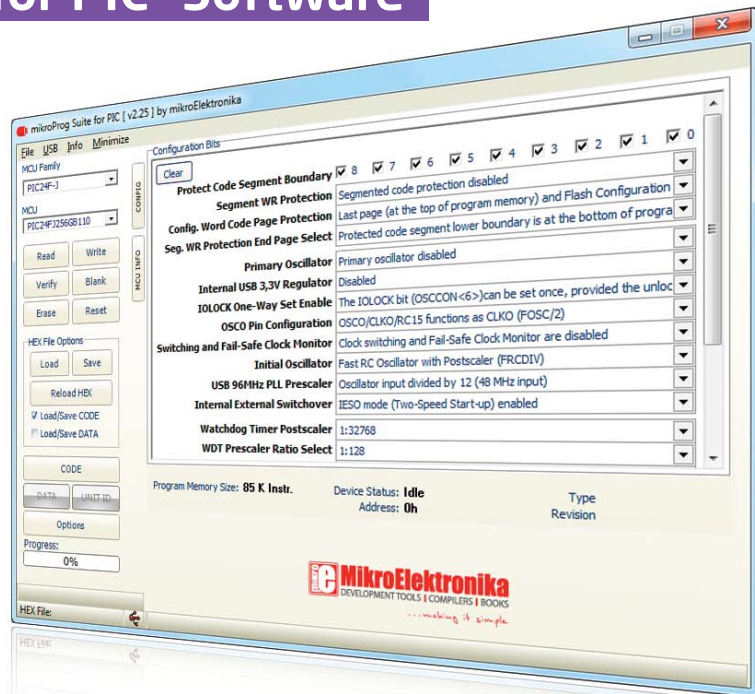 for PIC® Software
mikroProg Suite for PIC [ v2.25 ] by mikroElektronika
File USB Info Minimize
MCU Family
PIC24F-J
MCU
PIC24FJ256GB110
Read Write
Verify Blank
Erase Reset
HEX File Options
Load Save
Reload HEX
Load/Save CODE
Load/Save DATA
CODE
DATA UNIT ID
Options
Progress:
0%
HEX File:
CONFIG
MCU INFO
Configuration Bits
Clear
Protect Code Segment Boundary 8 7 6 5 4 3 2 1 0
Segment WR Protection Segmented code protection disabled
Config. Word Code Page Protection Last page (at the top of program memory) and Flash Configuration
Seg. WR Protection End Page Select Protected code segment lower boundary is at the bottom of progra
Primary Oscillator Primary oscillator disabled
Internal USB 3,3V Regulator Disabled
IOLOCK One-Way Set Enable The IOLOCK bit (OSCCON<6>)can be set once, provided the unloc
OSCO Pin Configuration OSCO/CLKO/RC15 functions as CLKO (FOSC/2)
Switching and Fail-Safe Clock Monitor Clock switching and Fail-Safe Clock Monitor are disabled
Initial Oscillator Fast RC Oscillator with Postscaler (FRCDIV)
USB 96MHz PLL Prescaler Oscillator input divided by 12 (48 MHz input)
Internal External Switchover IESO mode (Two-Speed Start-up) enabled
Watchdog Timer Postscaler 1:32768
WDT Prescaler Ratio Select 1:128
Program Memory Size: 85 K Instr. Device Status: Idle Type
Address: 0h Revision
mikro
MikroElektronika
DEVELOPMENT TOOLS | COMPILERS | BOOKS
...making it simple